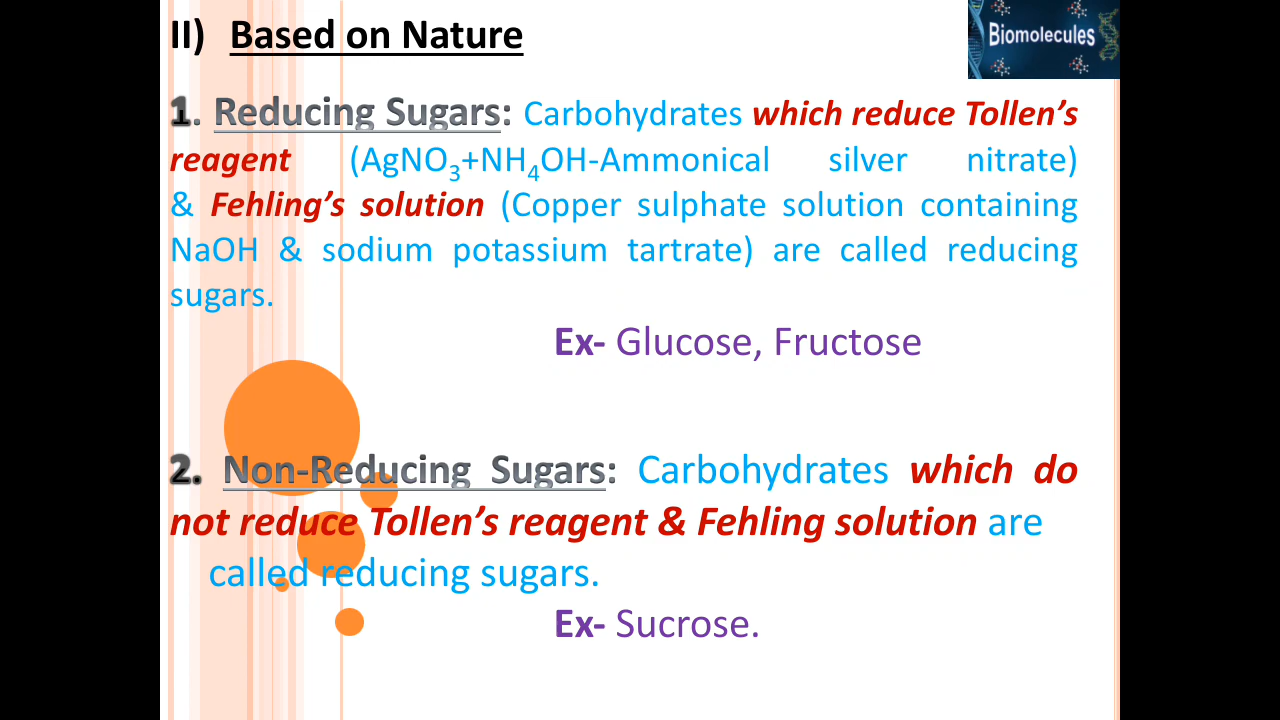 II) Based on Nature
Biomolecules
1. Reducing Sugars: Carbohydrates which reduce Tollen's
reagent (AgNO₃+NH₄OH-Ammonical silver nitrate)
& Fehling's solution (Copper sulphate solution containing
NaOH & sodium potassium tartrate) are called reducing
sugars.
Ex- Glucose, Fructose
2. Non-Reducing Sugars: Carbohydrates which do
not reduce Tollen's reagent & Fehling solution are
called reducing sugars.
Ex- Sucrose.